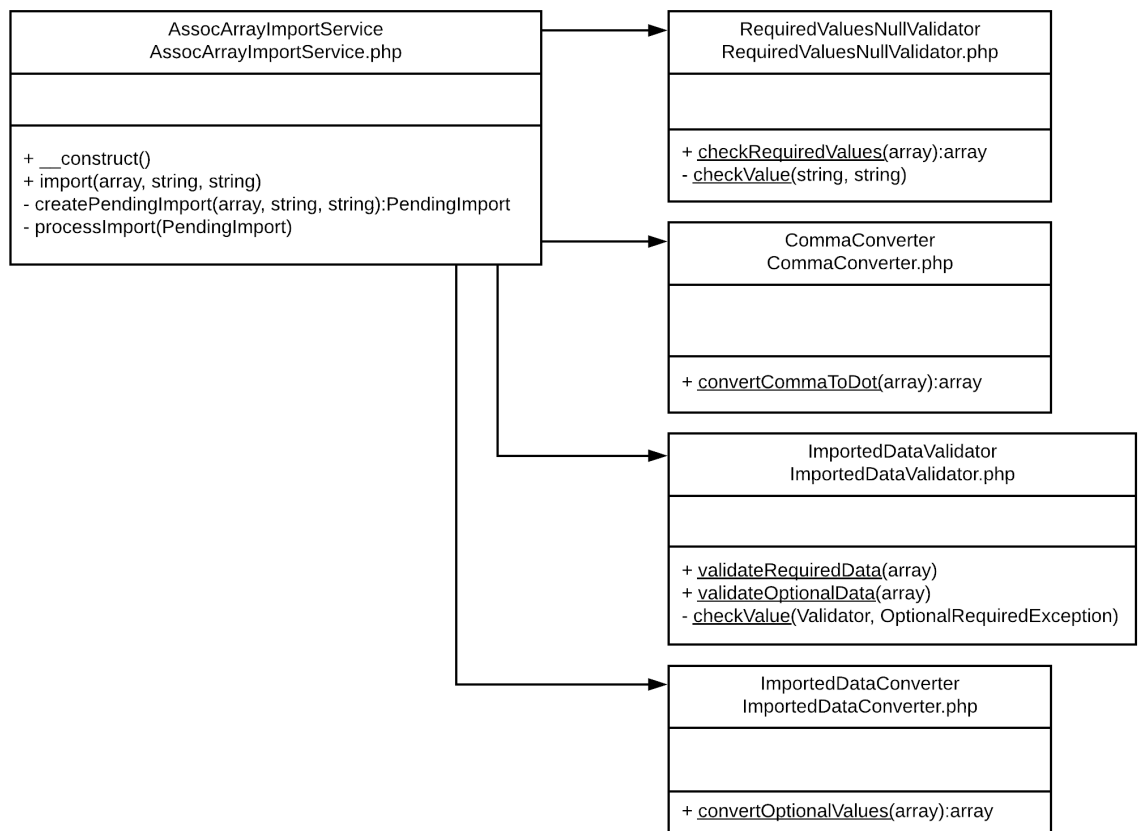 AssocArrayImportService
AssocArrayImportService.php
+ __construct()
+ import(array, string, string)
- createPendingImport(array, string, string):PendingImport
- processImport(PendingImport)
RequiredValuesNullValidator
RequiredValuesNullValidator.php
+ checkRequiredValues(array):array
- checkValue(string, string)
CommaConverter
CommaConverter.php
+ convertCommaToDot(array):array
ImportedDataValidator
ImportedDataValidator.php
+ validateRequiredData(array)
+ validateOptionalData(array)
- checkValue(Validator, OptionalRequiredException)
ImportedDataConverter
ImportedDataConverter.php
+ convertOptionalValues(array):array